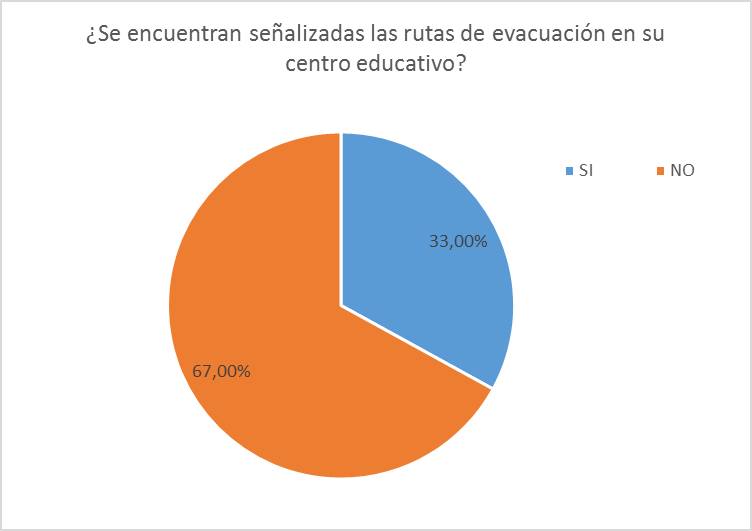 ¿Se encuentran señalizadas las rutas de evacuación en su
centro educativo?
SI
NO
33,00%
67,00%